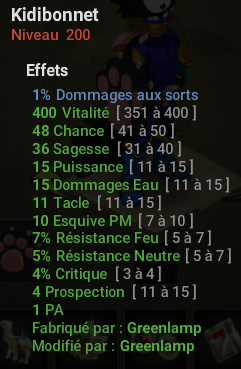 Kidibonnet
Niveau 200
Effets
1% Dommages aux sorts
400 Vitalité [ 351 à 400 ]
48 Chance [ 41 à 50 ]
36 Sagesse [ 31 à 40 ]
15 Puissance [ 11 à 15 ]
15 Dommages Eau [ 11 à 15 ]
11 Tacle [ 11 à 15 ]
10 Esquive PM [ 7 à 10 ]
7% Résistance Feu [ 5 à 7 ]
5% Résistance Neutre [ 5 à 7 ]
4% Critique [ 3 à 4 ]
4 Prospection [ 11 à 15 ]
1 PA
Fabriqué par : Greenlamp
Modifié par : Greenlamp